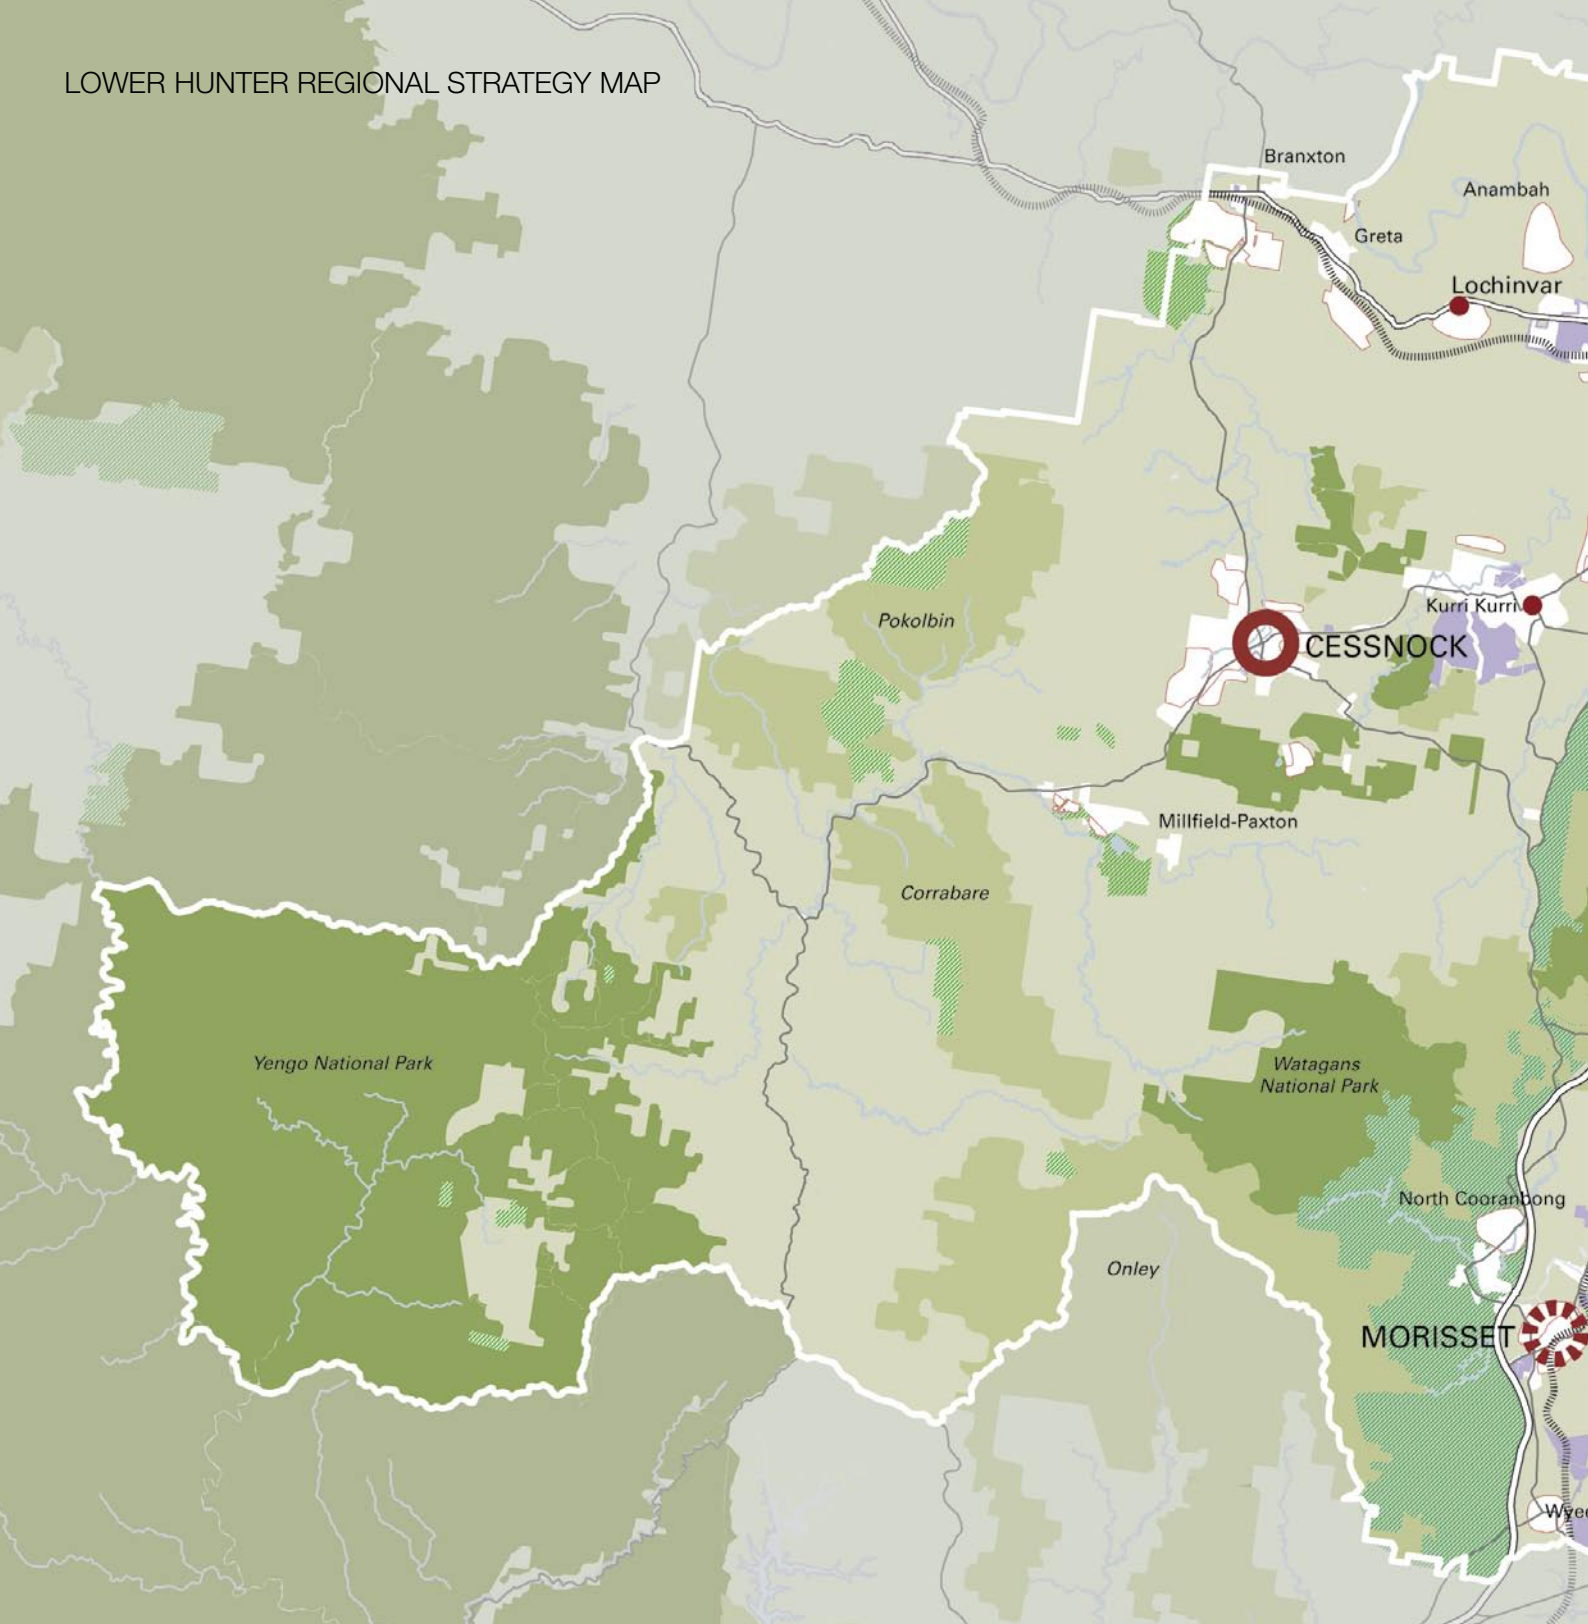 LOWER HUNTER REGIONAL STRATEGY MAP
Branxton
Anambah
Greta
Lochinvar
Kurri Kurri
Pokolbin
CESSNOCK
Millfield-Paxton
Corrabare
Yengo National Park
Watagans
National Park
North Cooranbong
Onley
MORISSET